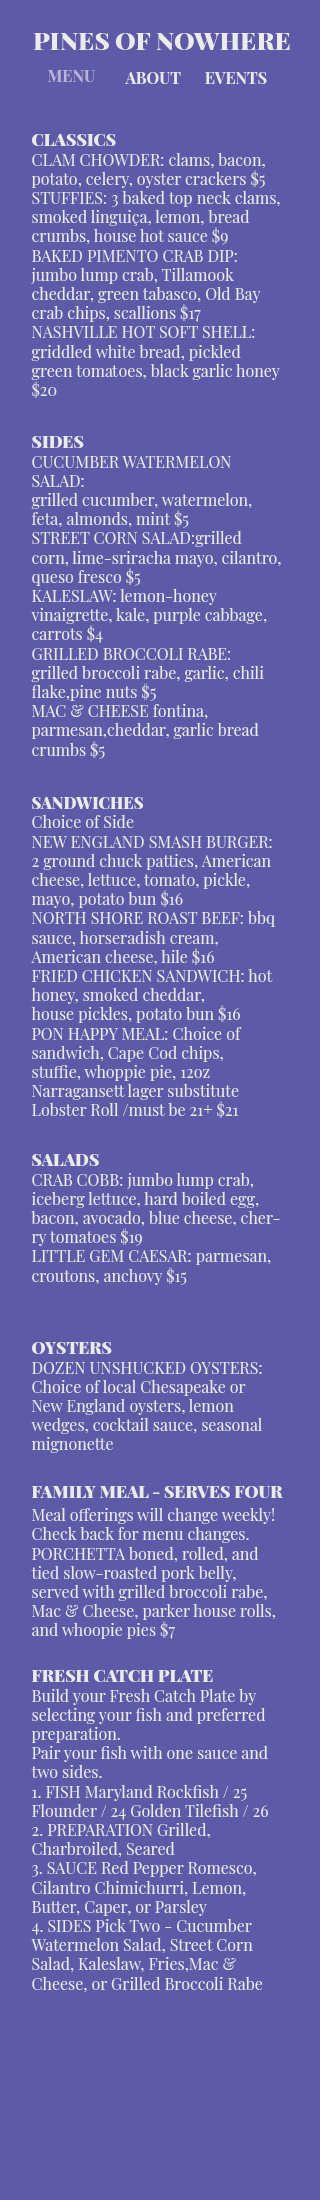 PINES OF NOWHERE
MENU ABOUT EVENTS
CLASSICS
CLAM CHOWDER: clams, bacon,
potato, celery, oyster crackers $5
STUFFIES: 3 baked top neck clams,
smoked linguiça, lemon, bread
crumbs, house hot sauce $9
BAKED PIMENTO CRAB DIP:
jumbo lump crab, Tillamook
cheddar, green tabasco, Old Bay
crab chips, scallions $17
NASHVILLE HOT SOFT SHELL:
griddled white bread, pickled
green tomatoes, black garlic honey
$20
SIDES
CUCUMBER WATERMELON
SALAD:
grilled cucumber, watermelon,
feta, almonds, mint $5
STREET CORN SALAD:grilled
corn, lime-sriracha mayo, cilantro,
queso fresco $5
KALESLAW: lemon-honey
vinaigrette, kale, purple cabbage,
carrots $4
GRILLED BROCCOLI RABE:
grilled broccoli rabe, garlic, chili
flake,pine nuts $5
MAC & CHEESE fontina,
parmesan,cheddar, garlic bread
crumbs $5
SANDWICHES
Choice of Side
NEW ENGLAND SMASH BURGER:
2 ground chuck patties, American
cheese, lettuce, tomato, pickle,
mayo, potato bun $16
NORTH SHORE ROAST BEEF: bbq
sauce, horseradish cream,
American cheese, hile $16
FRIED CHICKEN SANDWICH: hot
honey, smoked cheddar,
house pickles, potato bun $16
PON HAPPY MEAL: Choice of
sandwich, Cape Cod chips,
stuffie, whoppie pie, 12oz
Narragansett lager substitute
Lobster Roll /must be 21+ $21
SALADS
CRAB COBB: jumbo lump crab,
iceberg lettuce, hard boiled egg,
bacon, avocado, blue cheese, cher-
ry tomatoes $19
LITTLE GEM CAESAR: parmesan,
croutons, anchovy $15
OYSTERS
DOZEN UNSHUCKED OYSTERS:
Choice of local Chesapeake or
New England oysters, lemon
wedges, cocktail sauce, seasonal
mignonette
FAMILY MEAL - SERVES FOUR
Meal offerings will change weekly!
Check back for menu changes.
PORCHETTA boned, rolled, and
tied slow-roasted pork belly,
served with grilled broccoli rabe,
Mac & Cheese, parker house rolls,
and whoopie pies $7
FRESH CATCH PLATE
Build your Fresh Catch Plate by
selecting your fish and preferred
preparation.
Pair your fish with one sauce and
two sides.
1. FISH Maryland Rockfish / 25
Flounder / 24 Golden Tilefish / 26
2. PREPARATION Grilled,
Charbroiled, Seared
3. SAUCE Red Pepper Romesco,
Cilantro Chimichurri, Lemon,
Butter, Caper, or Parsley
4. SIDES Pick Two - Cucumber
Watermelon Salad, Street Corn
Salad, Kaleslaw, Fries,Mac &
Cheese, or Grilled Broccoli Rabe